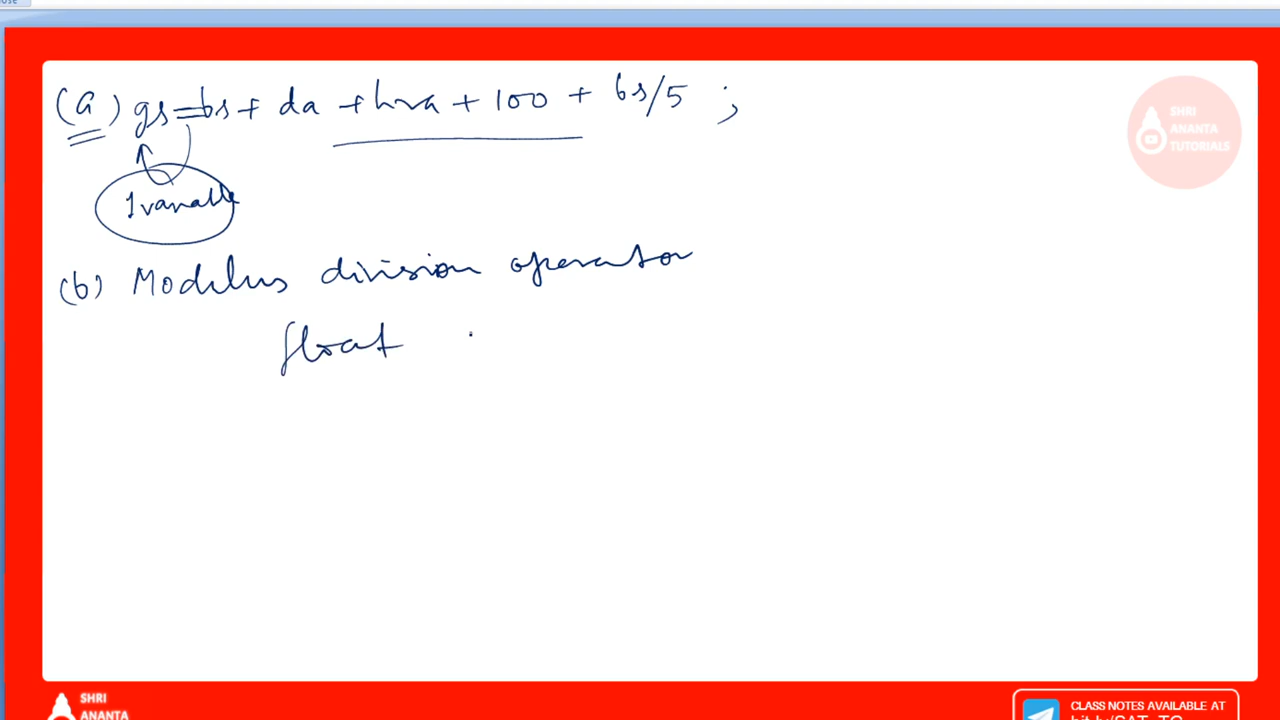 (a) gs=bs+ da +hra + 100 + bs/5 ;
1 variable
(b) Modulus division operator
float
SHRI
ANANTA
TUTORIALS
SHRI
ANANTA
CLASS NOTES AVAILABLE AT